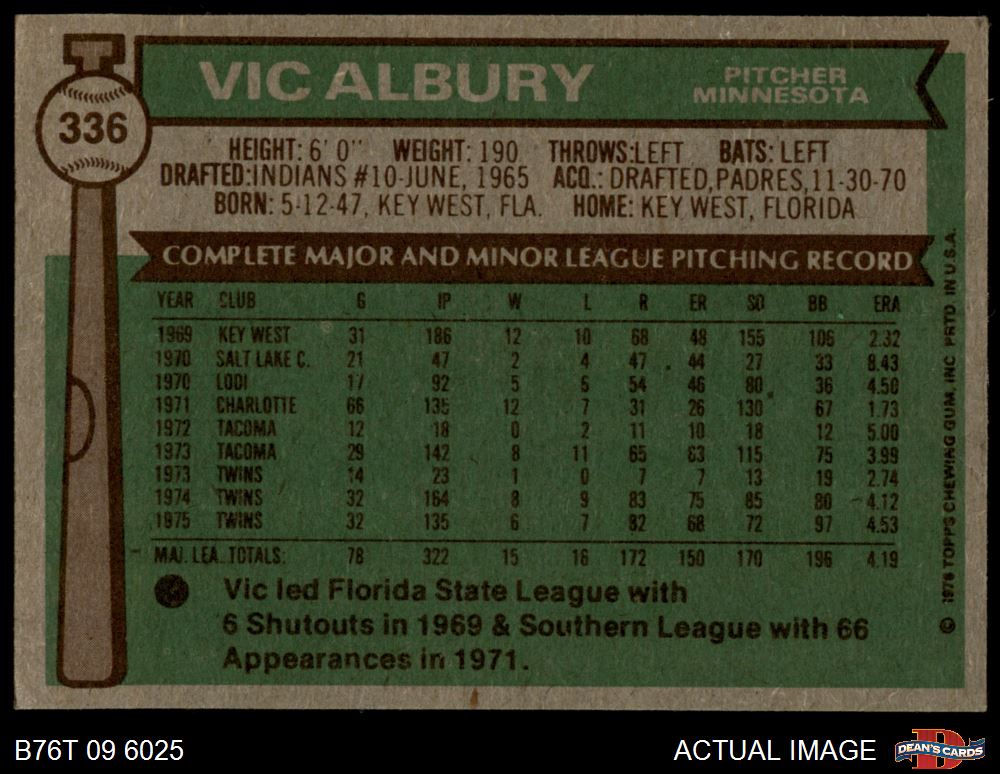 336
VIC ALBURY
PITCHER
MINNESOTA
HEIGHT: 6' 0" WEIGHT: 190 THROWS:LEFT BATS: LEFT
DRAFTED:INDIANS #10-JUNE, 1965 ACQ.: DRAFTED,PADRES,11-30-70
BORN: 5-12-47, KEY WEST, FLA. HOME: KEY WEST, FLORIDA
COMPLETE MAJOR AND MINOR LEAGUE PITCHING RECORD
YEAR CLUB G IP W L R ER SO BB ERA
1969 KEY WEST 31 186 12 10 68 48 155 106 2.32
1970 SALT LAKE C. 21 47 2 4 47 44 27 33 8.43
1970 LODI 17 92 5 6 54 46 80 36 4.50
1971 CHARLOTTE 66 135 12 7 31 26 130 67 1.73
1972 TACOMA 12 18 0 2 11 10 18 12 5.00
1973 TACOMA 29 142 8 11 65 63 115 75 3.99
1973 TWINS 14 23 1 0 7 7 13 19 2.74
1974 TWINS 32 164 8 9 83 75 85 80 4.12
1975 TWINS 32 135 6 7 82 68 72 97 4.53
MAJ. LEA. TOTALS: 78 322 15 16 172 150 170 196 4.19
Vic led Florida State League with
6 Shutouts in 1969 & Southern League with 66
Appearances in 1971.
© 1976 TOPPS CHEWING GUM, INC PRTD. IN U.S.A.
B76T 09 6025
ACTUAL IMAGE
DEAN'S CARDS